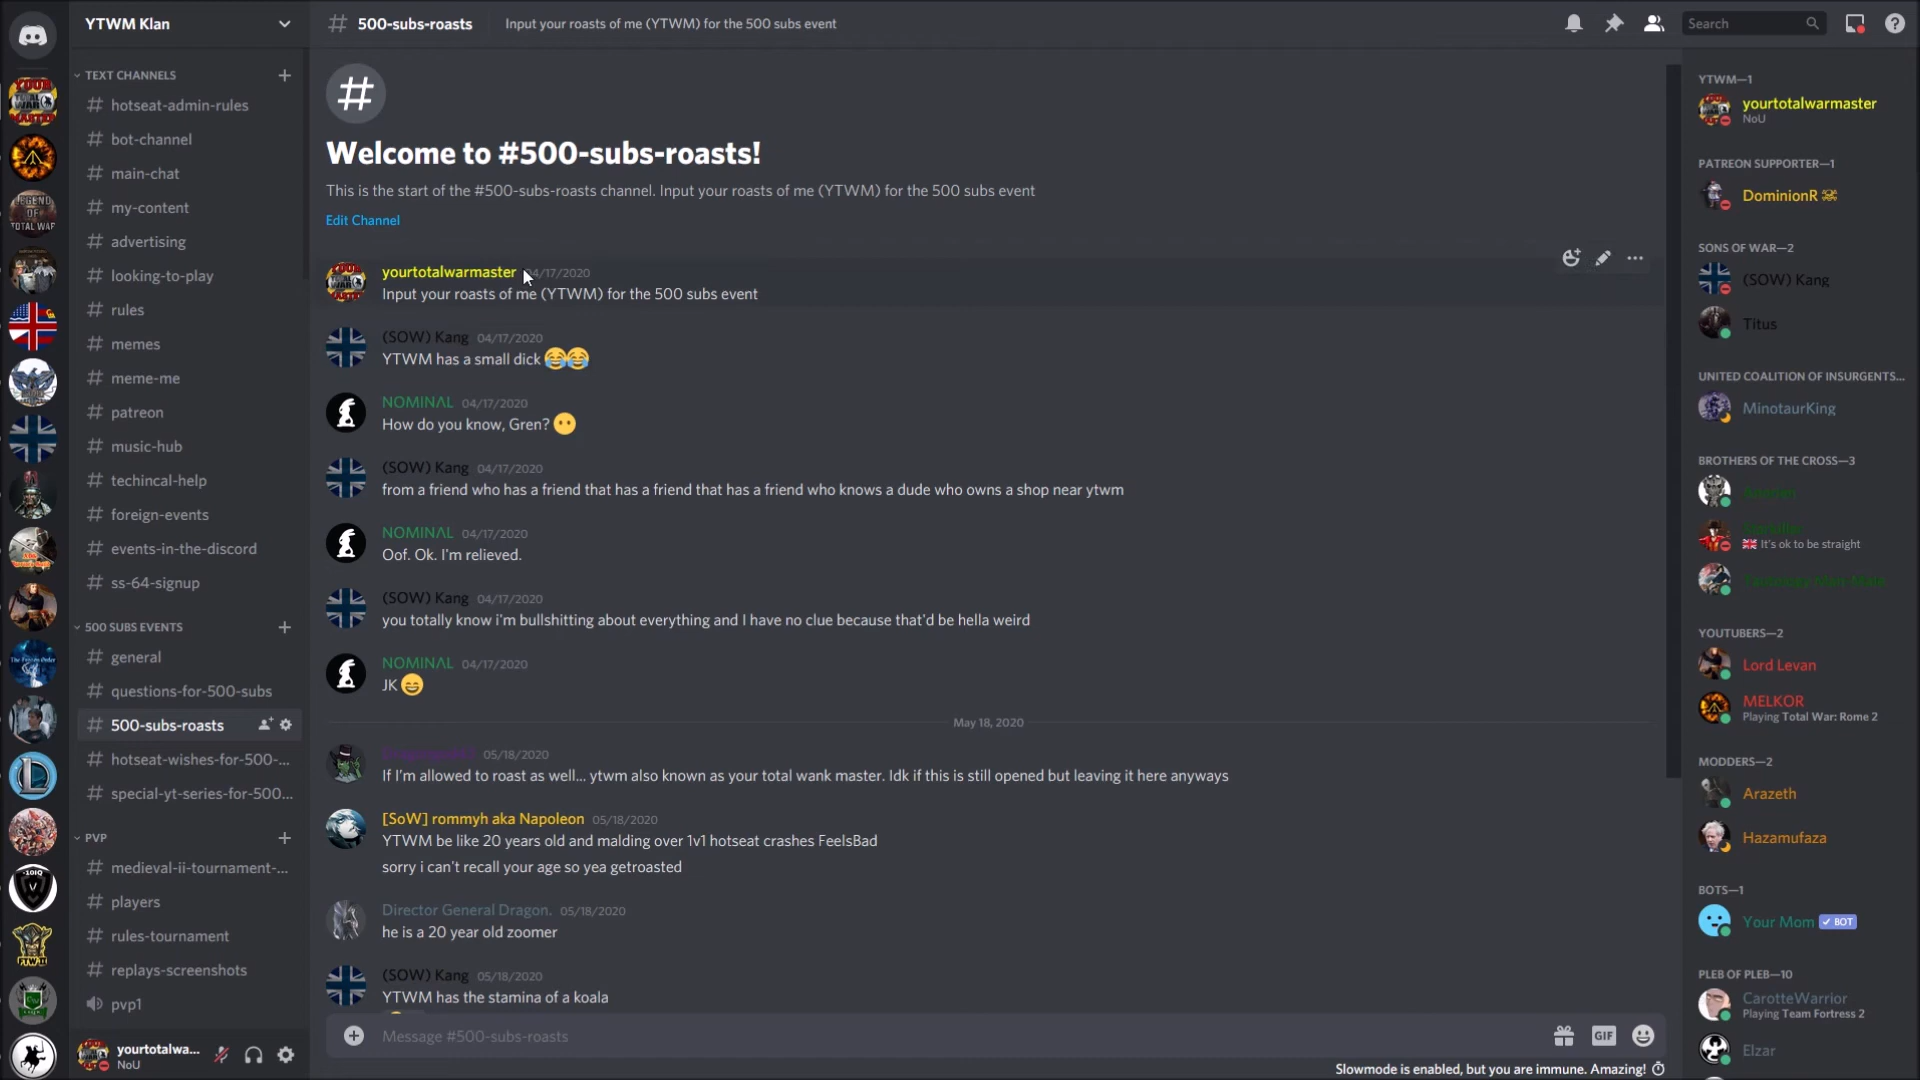 YTWM Klan
500-subs-roasts
Input your roasts of me (YTWM) for the 500 subs event
Search
TEXT CHANNELS
hotseat-admin-rules
bot-channel
main-chat
my-content
advertising
looking-to-play
rules
memes
meme-me
patreon
music-hub
techincal-help
foreign-events
events-in-the-discord
ss-64-signup
500 SUBS EVENTS
general
questions-for-500-subs
500-subs-roasts
hotseat-wishes-for-500-...
special-yt-series-for-500...
PVP
medieval-ii-tournament-...
players
rules-tournament
replays-screenshots
pvp1
yourtotalwa...
NoU
Welcome to #500-subs-roasts!
This is the start of the #500-subs-roasts channel. Input your roasts of me (YTWM) for the 500 subs event
Edit Channel
yourtotalwarmaster 04/17/2020
Input your roasts of me (YTWM) for the 500 subs event
(SOW) Kang 04/17/2020
YTWM has a small dick 😂😂
NOMINΛL 04/17/2020
How do you know, Gren? 😶
(SOW) Kang 04/17/2020
from a friend who has a friend that has a friend that has a friend who knows a dude who owns a shop near ytwm
NOMINΛL 04/17/2020
Oof. Ok. I'm relieved.
(SOW) Kang 04/17/2020
you totally know i'm bullshitting about everything and I have no clue because that'd be hella weird
NOMINΛL 04/17/2020
JK 😄
May 18, 2020
05/18/2020
If I'm allowed to roast as well... ytwm also known as your total wank master. Idk if this is still opened but leaving it here anyways
[SoW] rommyh aka Napoleon 05/18/2020
YTWM be like 20 years old and malding over 1v1 hotseat crashes FeelsBad
sorry i can't recall your age so yea getroasted
Director General Dragon. 05/18/2020
he is a 20 year old zoomer
(SOW) Kang 05/18/2020
YTWM has the stamina of a koala
Message #500-subs-roasts
GIF
Slowmode is enabled, but you are immune. Amazing!
YTWM—1
yourtotalwarmaster
NoU
PATREON SUPPORTER—1
DominionR ☠
SONS OF WAR—2
(SOW) Kang
Titus
UNITED COALITION OF INSURGENTS...
MinotaurKing
BROTHERS OF THE CROSS—3
It's ok to be straight
YOUTUBERS—2
Lord Levan
MELKOR
Playing Total War: Rome 2
MODDERS—2
Arazeth
Hazamufaza
BOTS—1
Your Mom ✓ BOT
PLEB OF PLEB—10
CarotteWarrior
Playing Team Fortress 2
Elzar
YOUR
TOTAL
WAR
MASTER
LEGEND
OF
TOTAL WAR
-10IQ
FTW II